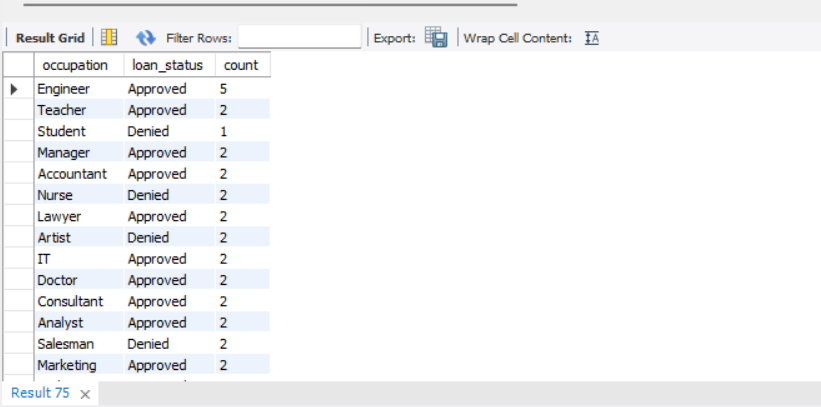 Result Grid Filter Rows: Export: Wrap Cell Content: IA
occupation loan_status count
Engineer Approved 5
Teacher Approved 2
Student Denied 1
Manager Approved 2
Accountant Approved 2
Nurse Denied 2
Lawyer Approved 2
Artist Denied 2
IT Approved 2
Doctor Approved 2
Consultant Approved 2
Analyst Approved 2
Salesman Denied 2
Marketing Approved 2
Result 75